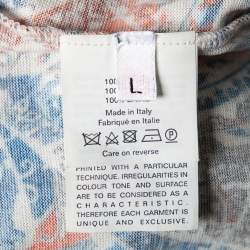 100
100
100
L
Made in Italy
Fabriqué en Italie
Care on reverse
PRINTED WITH A PARTICULAR
TECHNIQUE. IRREGULARITIES IN
COLOUR TONE AND SURFACE
ARE TO BE CONSIDERED AS A
CHARACTERISTIC,
THEREFORE EACH GARMENT IS
UNIQUE AND